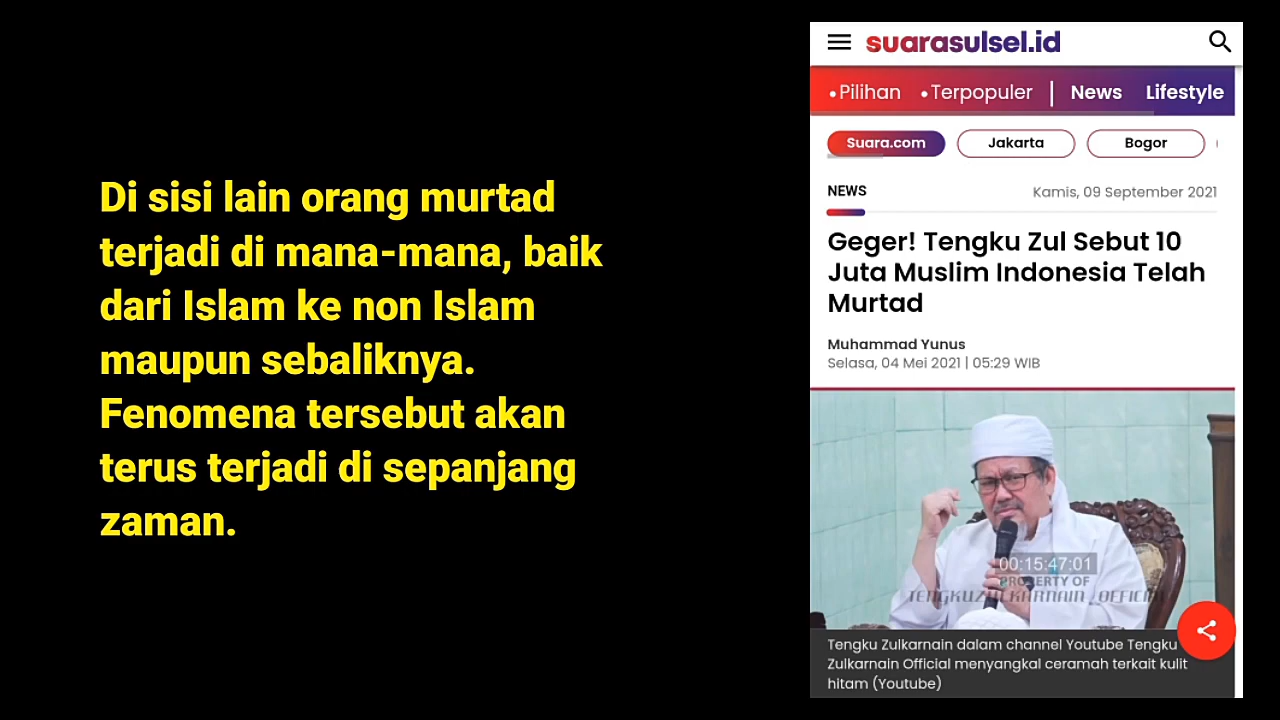 Di sisi lain orang murtad
terjadi di mana-mana, baik
dari Islam ke non Islam
maupun sebaliknya.
Fenomena tersebut akan
terus terjadi di sepanjang
zaman.
suarasulsel.id
•Pilihan •Terpopuler | News Lifestyle
Suara.com Jakarta Bogor
NEWS Kamis, 09 September 2021
Geger! Tengku Zul Sebut 10
Juta Muslim Indonesia Telah
Murtad
Muhammad Yunus
Selasa, 04 Mei 2021 | 05:29 WIB
00:15:47:01
PROPERTY OF
TENGKUZULKARNAIN_OFFICIAL
Tengku Zulkarnain dalam channel Youtube Tengku
Zulkarnain Official menyangkal ceramah terkait kulit
hitam (Youtube)